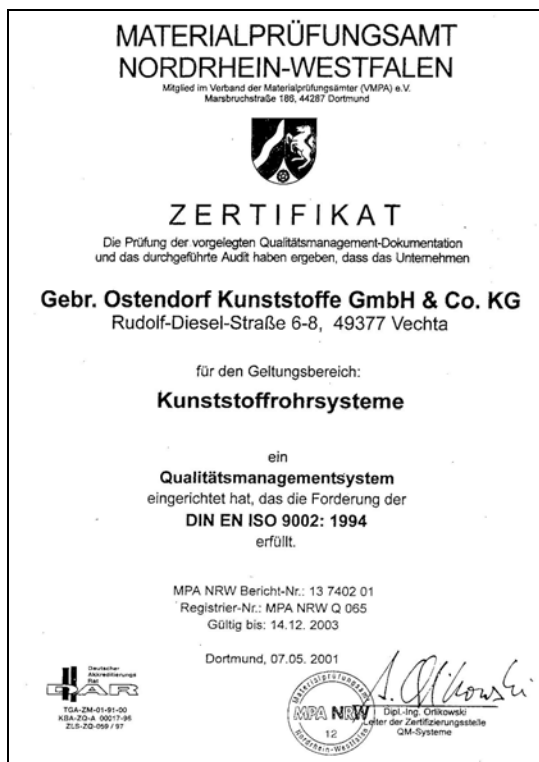 MATERIALPRÜFUNGSAMT
NORDRHEIN-WESTFALEN
Mitglied im Verband der Materialprüfungsämter (VMPA) e.V.
Marsbruchstraße 186, 44287 Dortmund
ZERTIFIKAT
Die Prüfung der vorgelegten Qualitätsmanagement-Dokumentation
und das durchgeführte Audit haben ergeben, dass das Unternehmen
Gebr. Ostendorf Kunststoffe GmbH & Co. KG
Rudolf-Diesel-Straße 6-8, 49377 Vechta
für den Geltungsbereich:
Kunststoffrohrsysteme
ein
Qualitätsmanagementsystem
eingerichtet hat, das die Forderung der
DIN EN ISO 9002: 1994
erfüllt.
MPA NRW Bericht-Nr.: 13 7402 01
Registrier-Nr.: MPA NRW Q 065
Gültig bis: 14.12. 2003
Dortmund, 07.05. 2001
Deutscher
Akkreditierungs
Rat
DAR
TGA-ZM-01-91-00
KBA-ZQ-A 00017-95
ZLS-ZQ-059 / 97
Materialprüfungsamt
MPA NRW
12
Nordrhein-Westfalen
A. Orlikowski
Dipl.-Ing. Orlikowski
Leiter der Zertifizierungsstelle
QM-Systeme